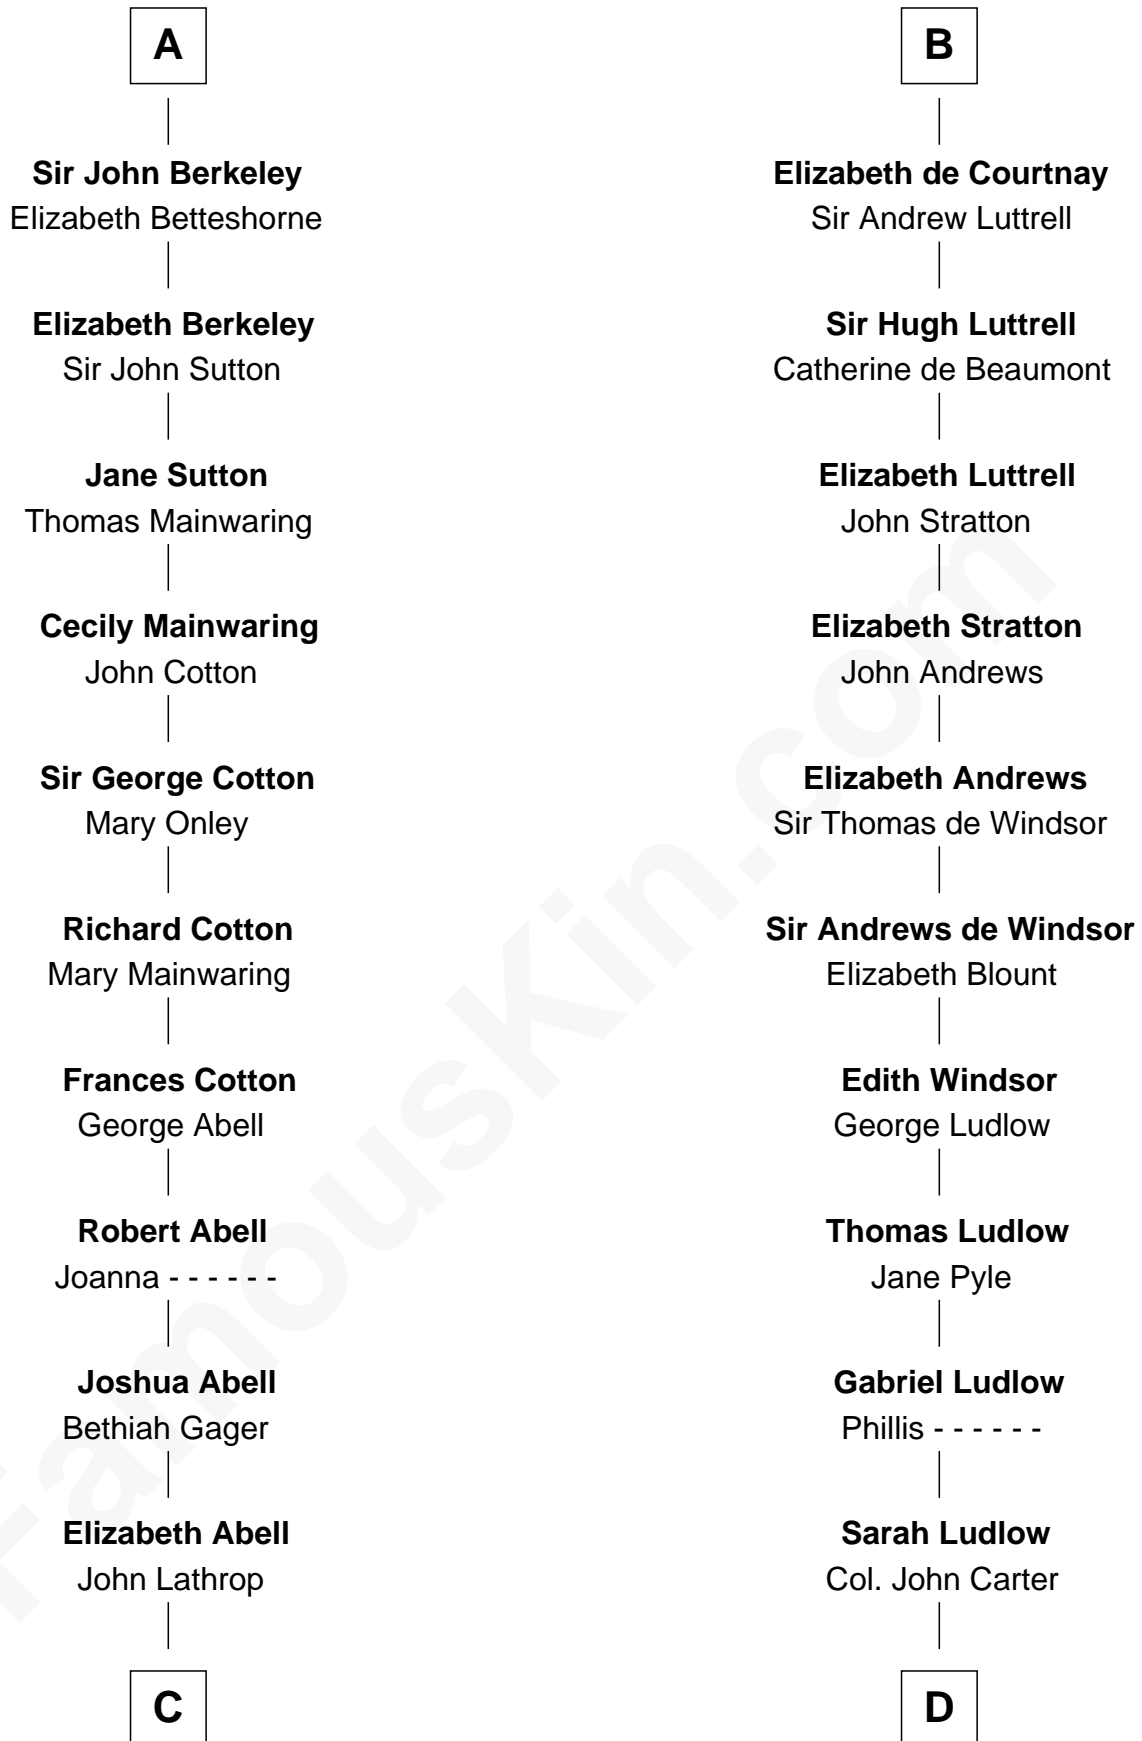 A
Sir John Berkeley
Elizabeth Betteshorne
Elizabeth Berkeley
Sir John Sutton
Jane Sutton
Thomas Mainwaring
Cecily Mainwaring
John Cotton
Sir George Cotton
Mary Onley
Richard Cotton
Mary Mainwaring
Frances Cotton
George Abell
Robert Abell
Joanna - - - - - -
Joshua Abell
Bethiah Gager
Elizabeth Abell
John Lathrop
C
B
Elizabeth de Courtnay
Sir Andrew Luttrell
Sir Hugh Luttrell
Catherine de Beaumont
Elizabeth Luttrell
John Stratton
Elizabeth Stratton
John Andrews
Elizabeth Andrews
Sir Thomas de Windsor
Sir Andrews de Windsor
Elizabeth Blount
Edith Windsor
George Ludlow
Thomas Ludlow
Jane Pyle
Gabriel Ludlow
Phillis - - - - - -
Sarah Ludlow
Col. John Carter
D
FamousKin.com